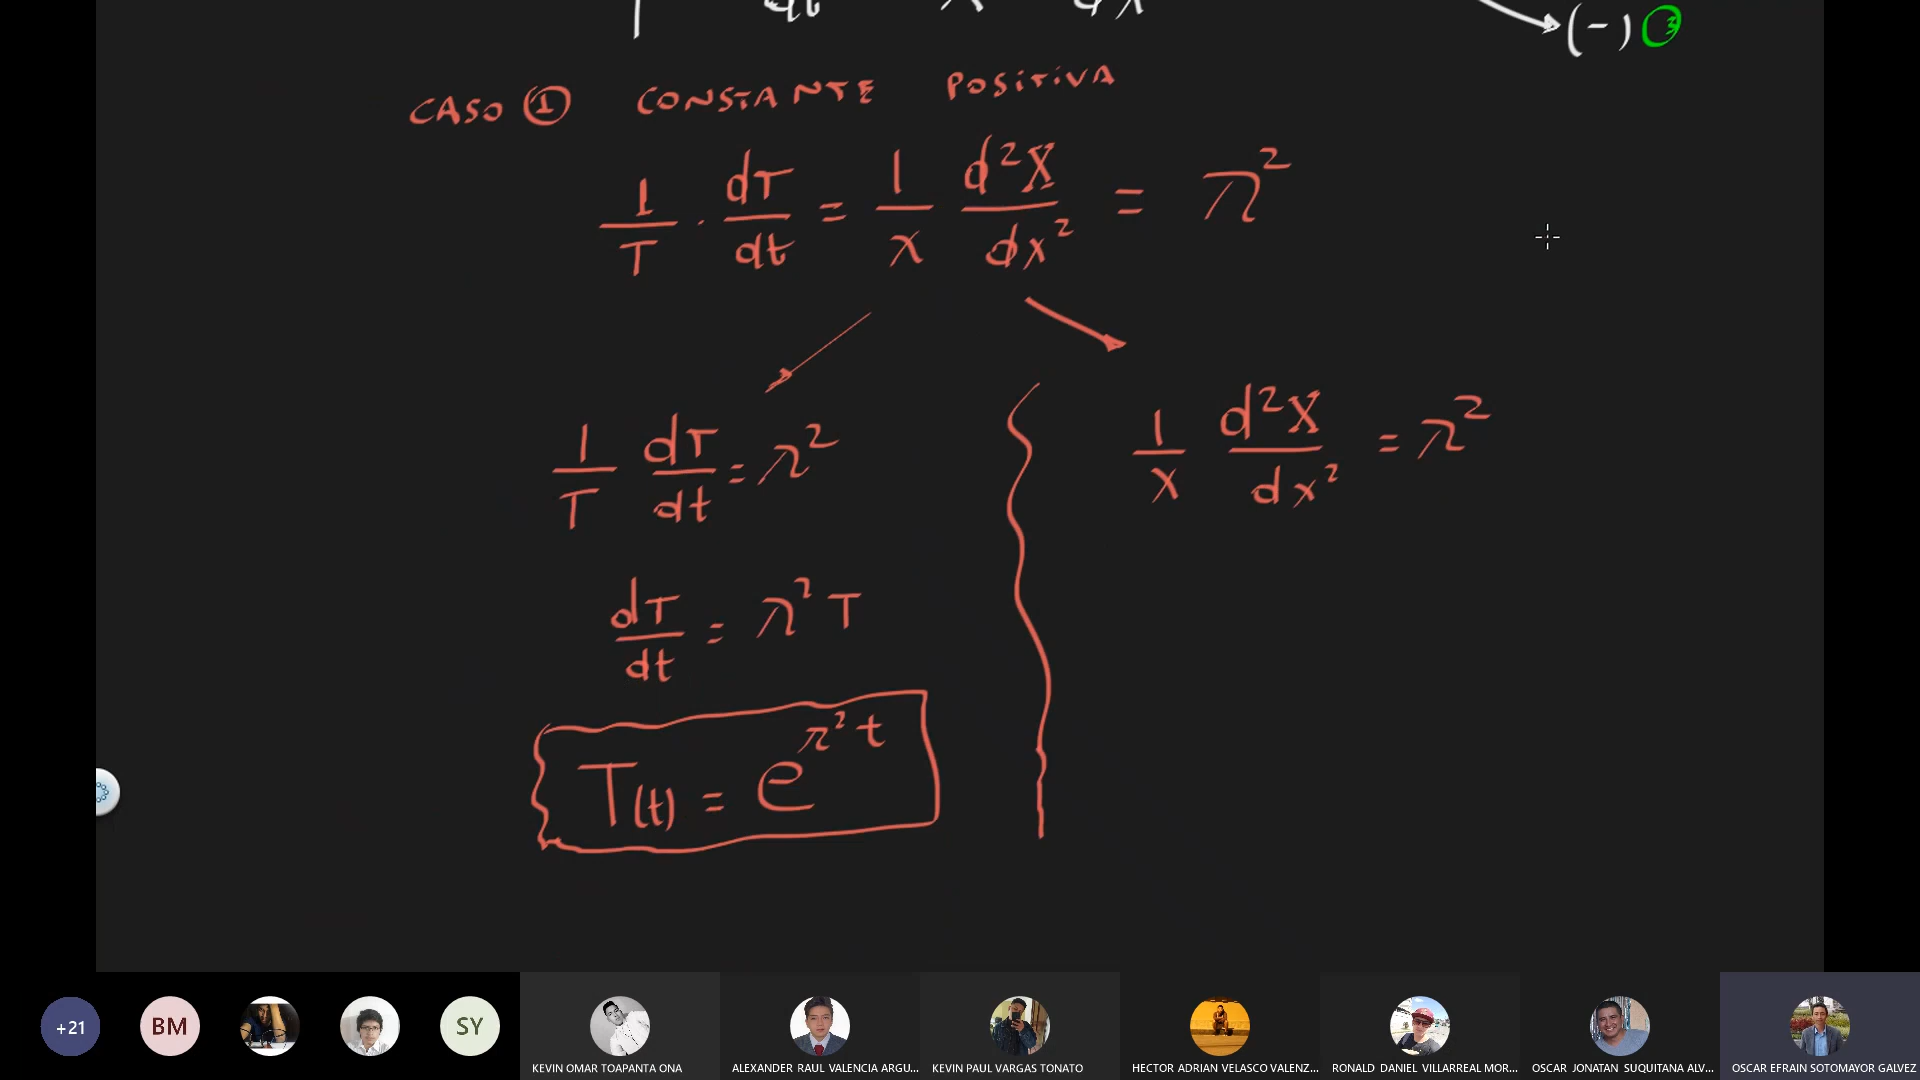 (-) 3
CASO 1 CONSTANTE POSITIVA
1/T · dT/dt = 1/x d²X/dx² = λ²
1/T dT/dt = λ²
1/x d²X/dx² = λ²
dT/dt = λ² T
T(t) = e^λ² t
+21
BM
SY
KEVIN OMAR TOAPANTA ONA
ALEXANDER RAUL VALENCIA ARGU...
KEVIN PAUL VARGAS TONATO
HECTOR ADRIAN VELASCO VALENZ...
RONALD DANIEL VILLARREAL MOR...
OSCAR JONATAN SUQUITANA ALV...
OSCAR EFRAIN SOTOMAYOR GALVEZ